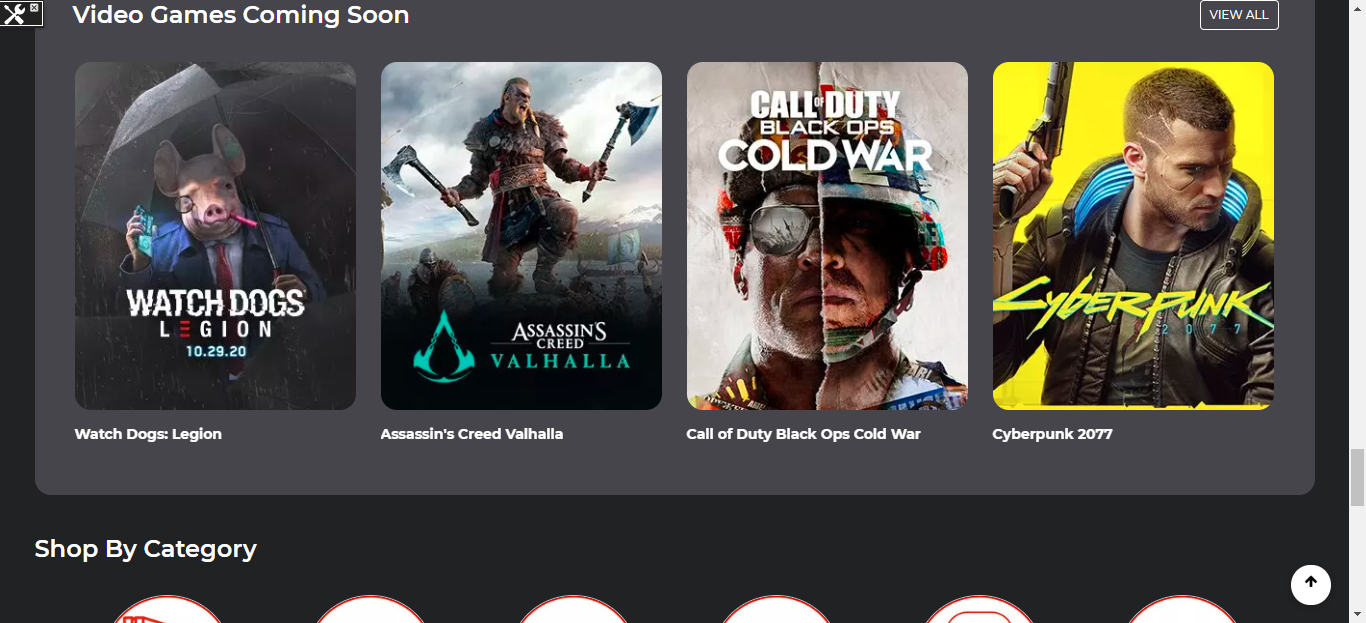 Video Games Coming Soon
VIEW ALL
WATCH DOGS
LEGION
10.29.20
ASSASSIN'S
CREED
VALHALLA
CALL OF DUTY
BLACK OPS
COLD WAR
CYBERPUNK
2077
Watch Dogs: Legion
Assassin's Creed Valhalla
Call of Duty Black Ops Cold War
Cyberpunk 2077
Shop By Category